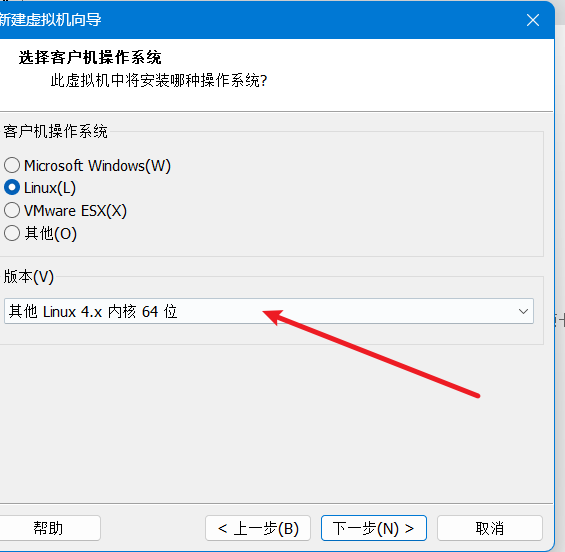 新建虚拟机向导
选择客户机操作系统
此虚拟机中将安装哪种操作系统?
客户机操作系统
Microsoft Windows(W)
Linux(L)
VMware ESX(X)
其他(O)
版本(V)
其他 Linux 4.x 内核 64 位
帮助
< 上一步(B)
下一步(N) >
取消